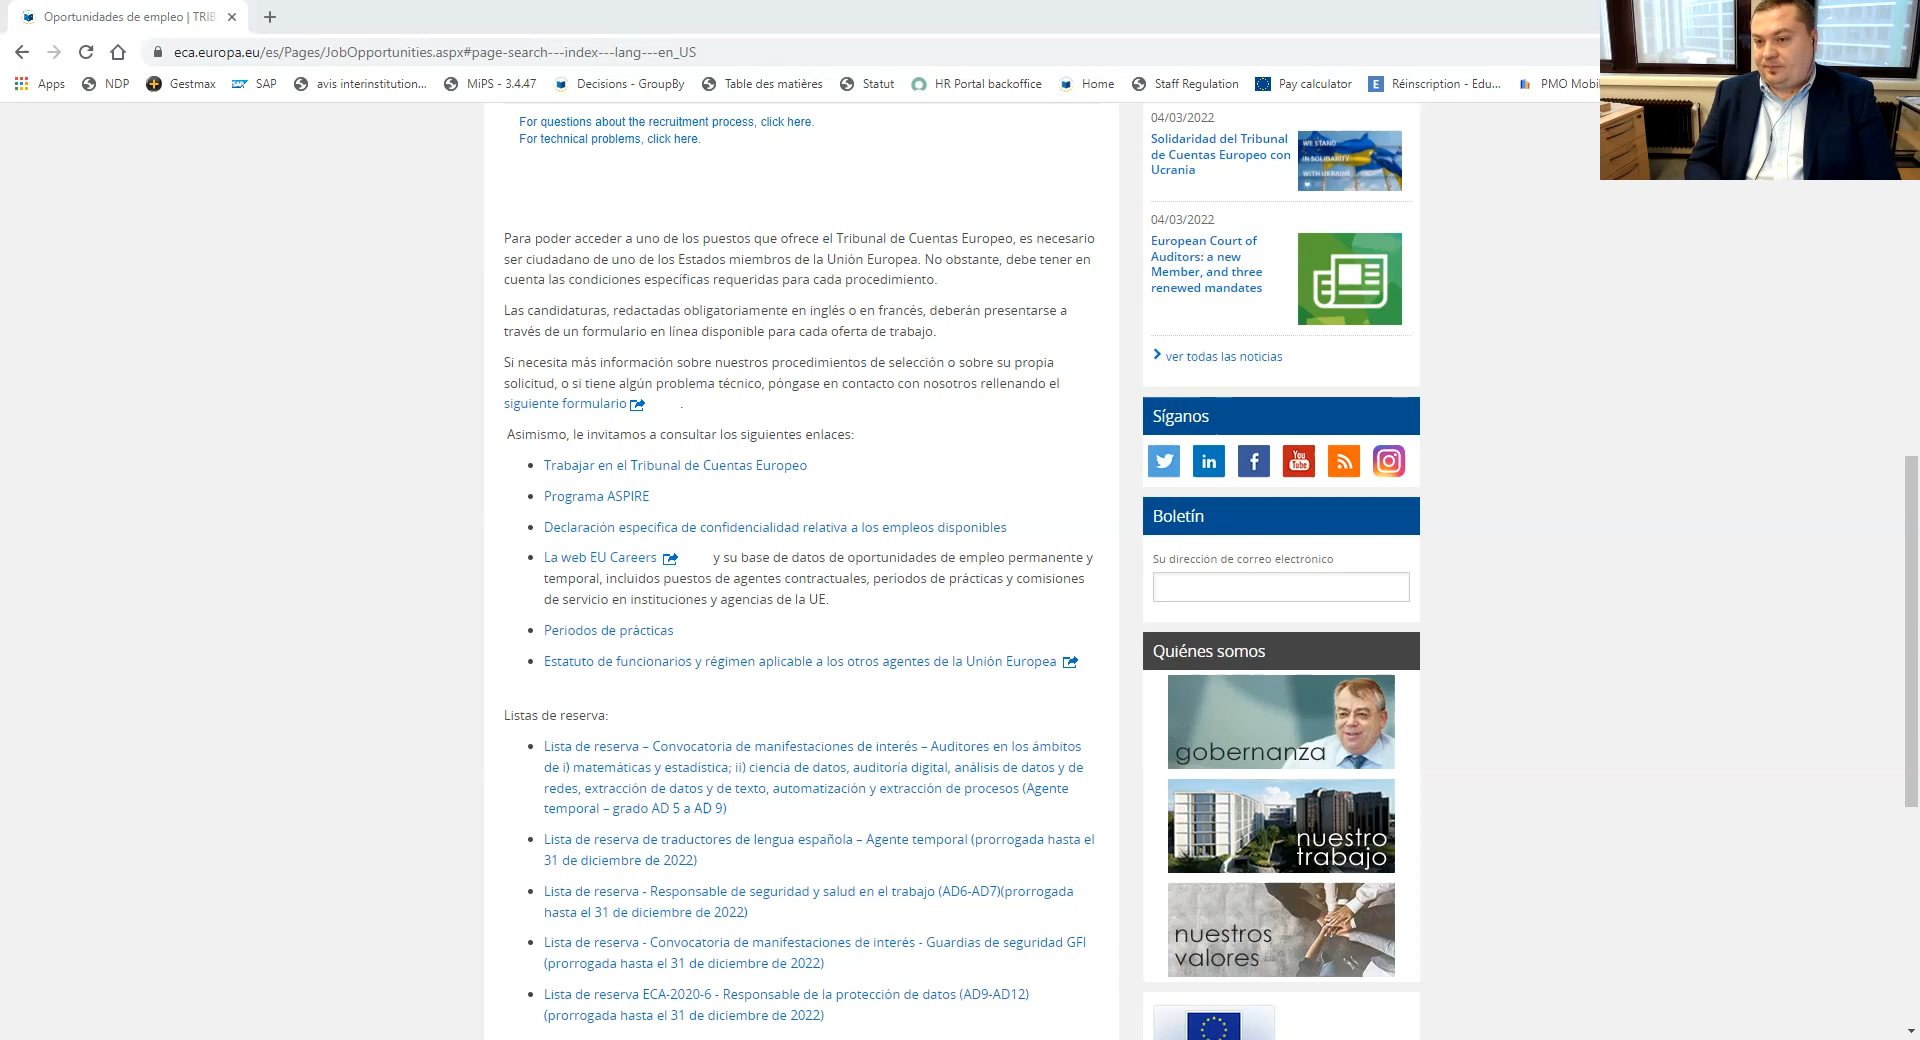 Oportunidades de empleo | TRIB
eca.europa.eu/es/Pages/JobOpportunities.aspx#page-search---index---lang---en_US
Apps NDP Gestmax SAP avis interinstitution... MiPS - 3.4.47 Decisions - GroupBy Table des matières Statut HR Portal backoffice Home Staff Regulation Pay calculator Réinscription - Edu... PMO Mobi
For questions about the recruitment process, click here.
For technical problems, click here.
Para poder acceder a uno de los puestos que ofrece el Tribunal de Cuentas Europeo, es necesario
ser ciudadano de uno de los Estados miembros de la Unión Europea. No obstante, debe tener en
cuenta las condiciones específicas requeridas para cada procedimiento.
Las candidaturas, redactadas obligatoriamente en inglés o en francés, deberán presentarse a
través de un formulario en línea disponible para cada oferta de trabajo.
Si necesita más información sobre nuestros procedimientos de selección o sobre su propia
solicitud, o si tiene algún problema técnico, póngase en contacto con nosotros rellenando el
siguiente formulario .
Asimismo, le invitamos a consultar los siguientes enlaces:
• Trabajar en el Tribunal de Cuentas Europeo
• Programa ASPIRE
• Declaración especifica de confidencialidad relativa a los empleos disponibles
• La web EU Careers y su base de datos de oportunidades de empleo permanente y
temporal, incluidos puestos de agentes contractuales, períodos de prácticas y comisiones
de servicio en instituciones y agencias de la UE.
• Periodos de prácticas
• Estatuto de funcionarios y régimen aplicable a los otros agentes de la Unión Europea
Listas de reserva:
• Lista de reserva – Convocatoria de manifestaciones de interés – Auditores en los ámbitos
de i) matemáticas y estadística; ii) ciencia de datos, auditoría digital, análisis de datos y de
redes, extracción de datos y de texto, automatización y extracción de procesos (Agente
temporal – grado AD 5 a AD 9)
• Lista de reserva de traductores de lengua española – Agente temporal (prorrogada hasta el
31 de diciembre de 2022)
• Lista de reserva - Responsable de seguridad y salud en el trabajo (AD6-AD7)(prorrogada
hasta el 31 de diciembre de 2022)
• Lista de reserva - Convocatoria de manifestaciones de interés - Guardias de seguridad GFI
(prorrogada hasta el 31 de diciembre de 2022)
• Lista de reserva ECA-2020-6 - Responsable de la protección de datos (AD9-AD12)
(prorrogada hasta el 31 de diciembre de 2022)
04/03/2022
Solidaridad del Tribunal
de Cuentas Europeo con
Ucrania
WE STAND
IN SOLIDARITY
WITH UKRAINE
04/03/2022
European Court of
Auditors: a new
Member, and three
renewed mandates
ver todas las noticias
Síganos
You
Tube
Boletín
Su dirección de correo electrónico
Quiénes somos
gobernanza
nuestro
trabajo
nuestros
valores